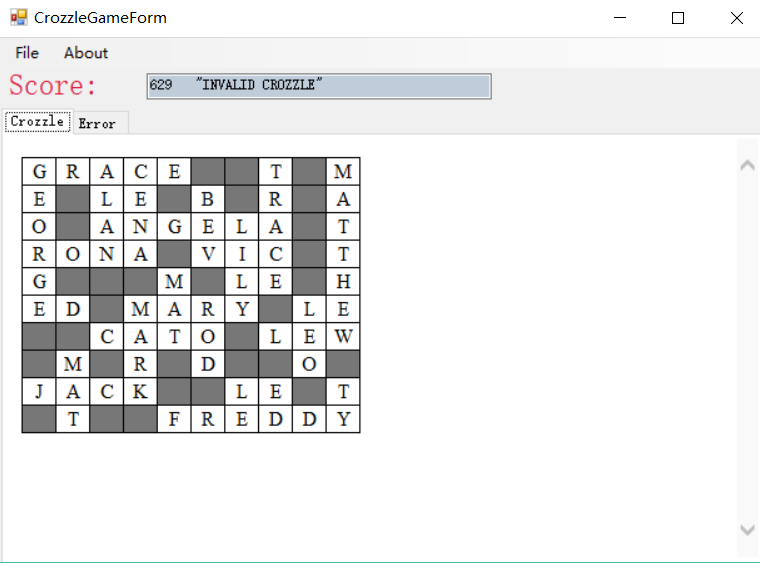 CrozzleGameForm
File About
Score: 629 "INVALID CROZZLE"
Crozzle Error
G R A C E T M
E L E B R A
O A N G E L A T
R O N A V I C T
G M L E H
E D M A R Y L E
C A T O L E W
M R D O
J A C K L E T
T F R E D D Y